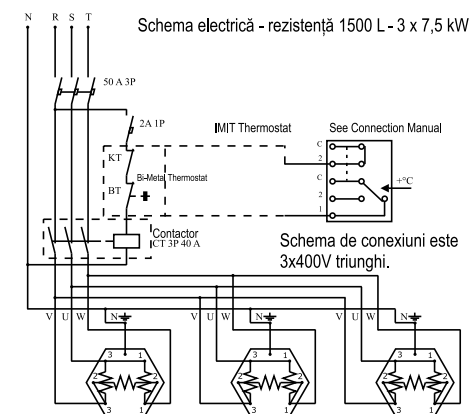 Schema electrică - rezistență 1500 L - 3 x 7,5 kW
N R S T
50 A 3P
2A 1P
IMIT Thermostat
See Connection Manual
KT
Bi-Metal Thermostat
BT
C
2
C
2
1
+°C
Contactor
CT 3P 40 A
Schema de conexiuni este
3x400V triunghi.
V U W N V U W N V U W N
3 1 3 1 3 1
2 2 2 2 2 2
3 1 3 1 3 1